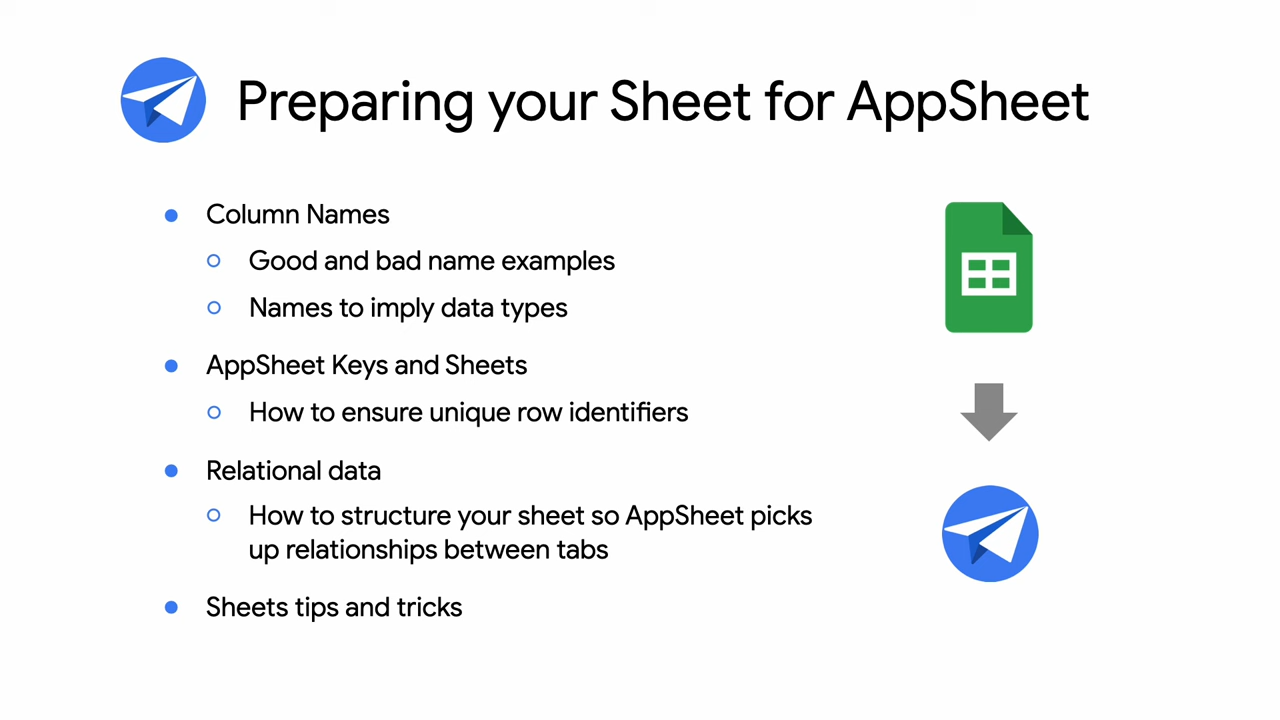 Preparing your Sheet for AppSheet
Column Names
Good and bad name examples
Names to imply data types
AppSheet Keys and Sheets
How to ensure unique row identifiers
Relational data
How to structure your sheet so AppSheet picks
up relationships between tabs
Sheets tips and tricks